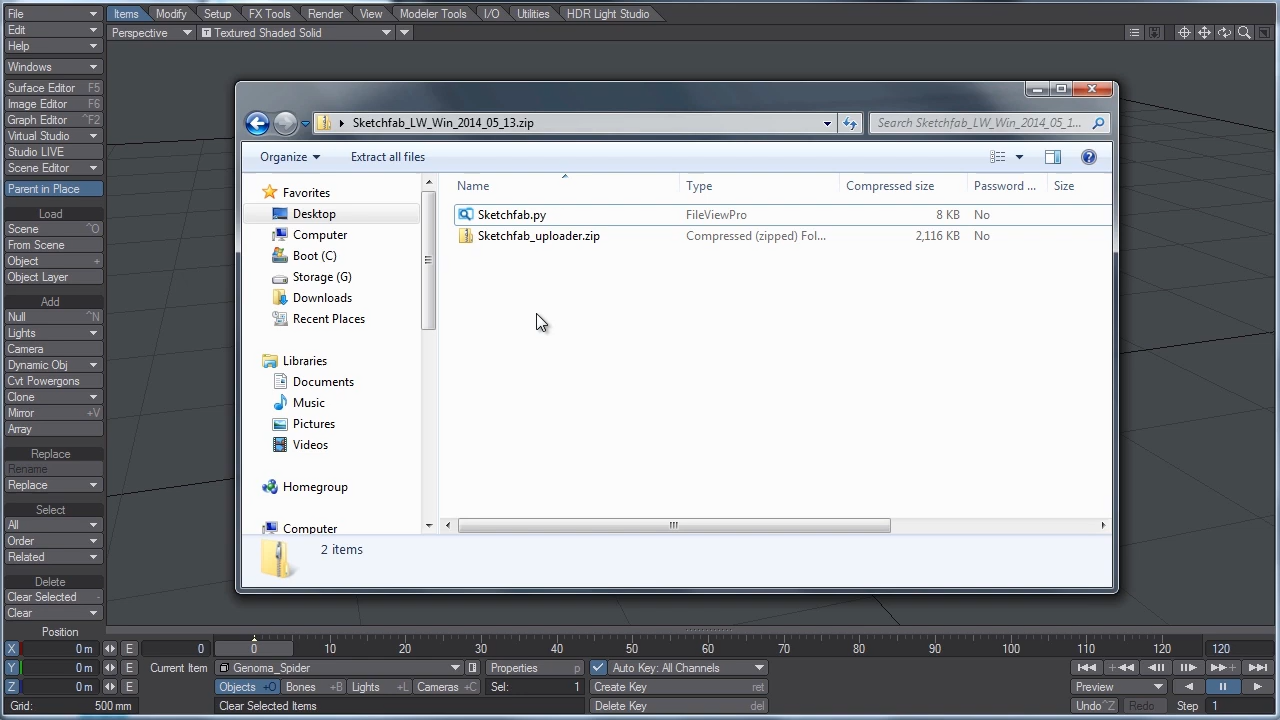 File Items Modify Setup FX Tools Render View Modeler Tools I/O Utilities HDR Light Studio
Edit Perspective T Textured Shaded Solid
Help
Windows
Surface Editor F5
Image Editor F6
Graph Editor ^F2
Virtual Studio
Studio LIVE
Scene Editor
Parent in Place
Load
Scene ^O
From Scene
Object +
Object Layer
Add
Null ^N
Lights
Camera
Dynamic Obj
Cvt Powergons
Clone
Mirror +V
Array
Replace
Rename
Replace
Select
All
Order
Related
Delete
Clear Selected -
Clear
Sketchfab_LW_Win_2014_05_13.zip Search Sketchfab_LW_Win_2014_05_1...
Organize Extract all files
Name Type Compressed size Password ... Size
Sketchfab.py FileViewPro 8 KB No
Sketchfab_uploader.zip Compressed (zipped) Fol... 2,116 KB No
Favorites
Desktop
Computer
Boot (C)
Storage (G)
Downloads
Recent Places
Libraries
Documents
Music
Pictures
Videos
Homegroup
Computer
2 items
Position
X 0 m E 0 0 10 20 30 40 50 60 70 80 90 100 110 120 120
Y 0 m E Current Item Genoma_Spider Properties p Auto Key: All Channels
Z 0 m E Objects +O Bones +B Lights +L Cameras +C Sel: 1 Create Key ret Preview
Grid: 500 mm Clear Selected Items Delete Key del Undo ^Z Redo Step 1